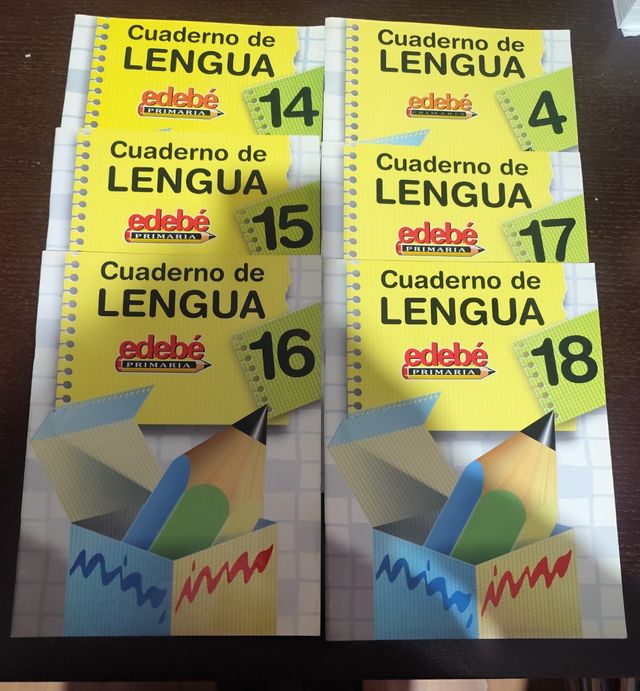 Cuaderno de
LENGUA
edebé
PRIMARIA
14
Cuaderno de
LENGUA
edebé
PRIMARIA
4
Cuaderno de
LENGUA
edebé
PRIMARIA
15
Cuaderno de
LENGUA
edebé
PRIMARIA
17
Cuaderno de
LENGUA
edebé
PRIMARIA
16
Cuaderno de
LENGUA
edebé
PRIMARIA
18